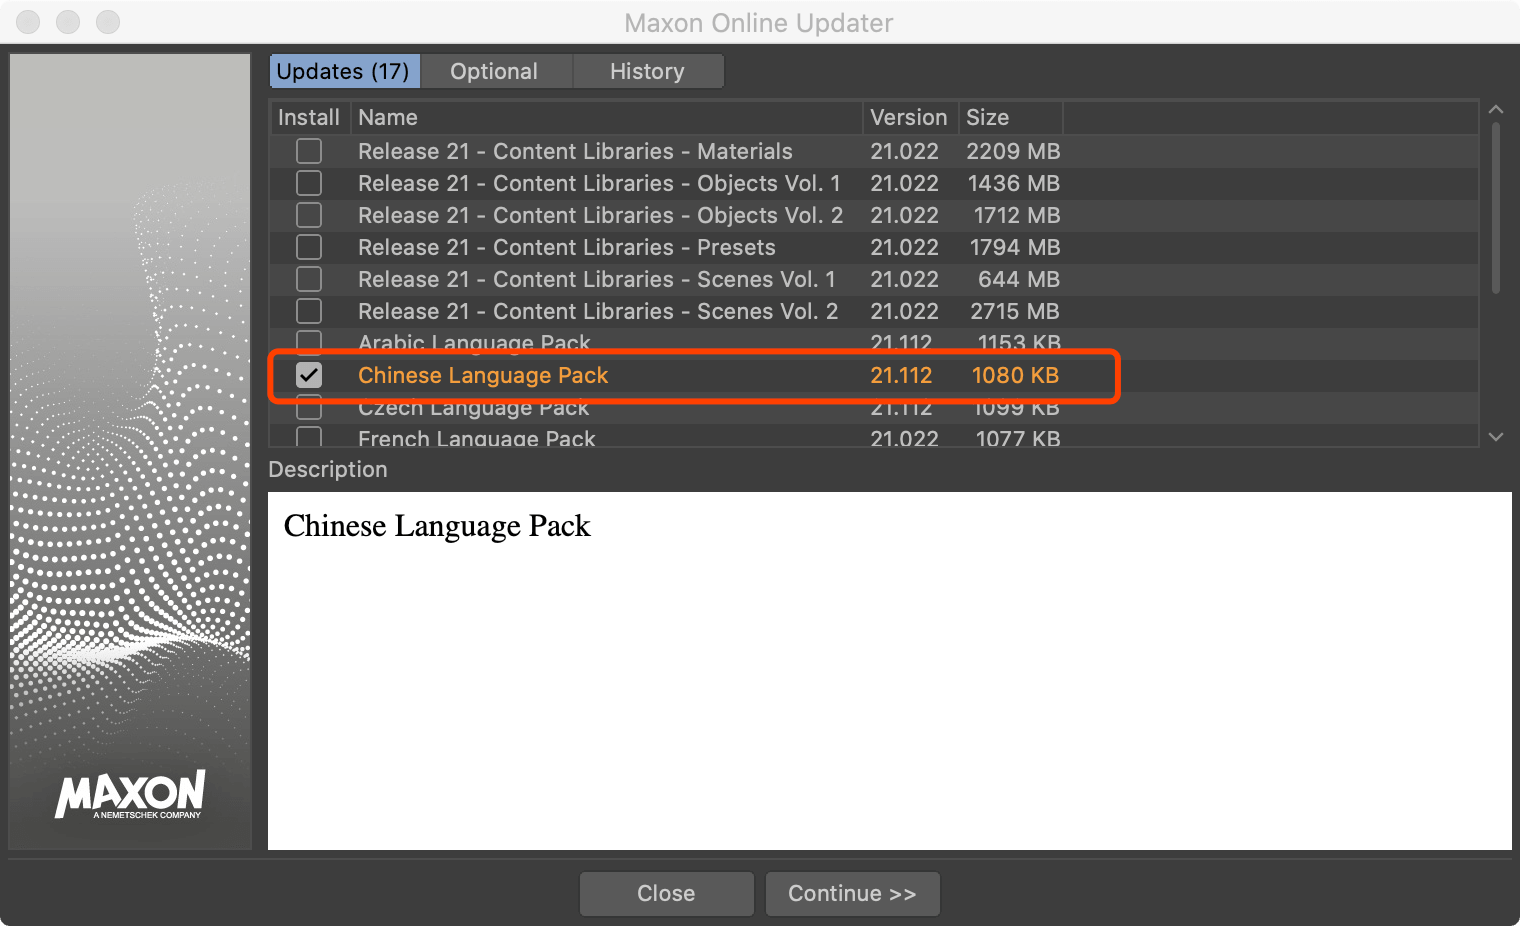 Maxon Online Updater
Updates (17) Optional History
Install Name Version Size
Release 21 - Content Libraries - Materials 21.022 2209 MB
Release 21 - Content Libraries - Objects Vol. 1 21.022 1436 MB
Release 21 - Content Libraries - Objects Vol. 2 21.022 1712 MB
Release 21 - Content Libraries - Presets 21.022 1794 MB
Release 21 - Content Libraries - Scenes Vol. 1 21.022 644 MB
Release 21 - Content Libraries - Scenes Vol. 2 21.022 2715 MB
Arabic Language Pack 21.112 1153 KB
Chinese Language Pack 21.112 1080 KB
Czech Language Pack 21.112 1099 KB
French Language Pack 21.022 1077 KB
Description
Chinese Language Pack
MAXON
A NEMETSCHEK COMPANY
Close Continue >>